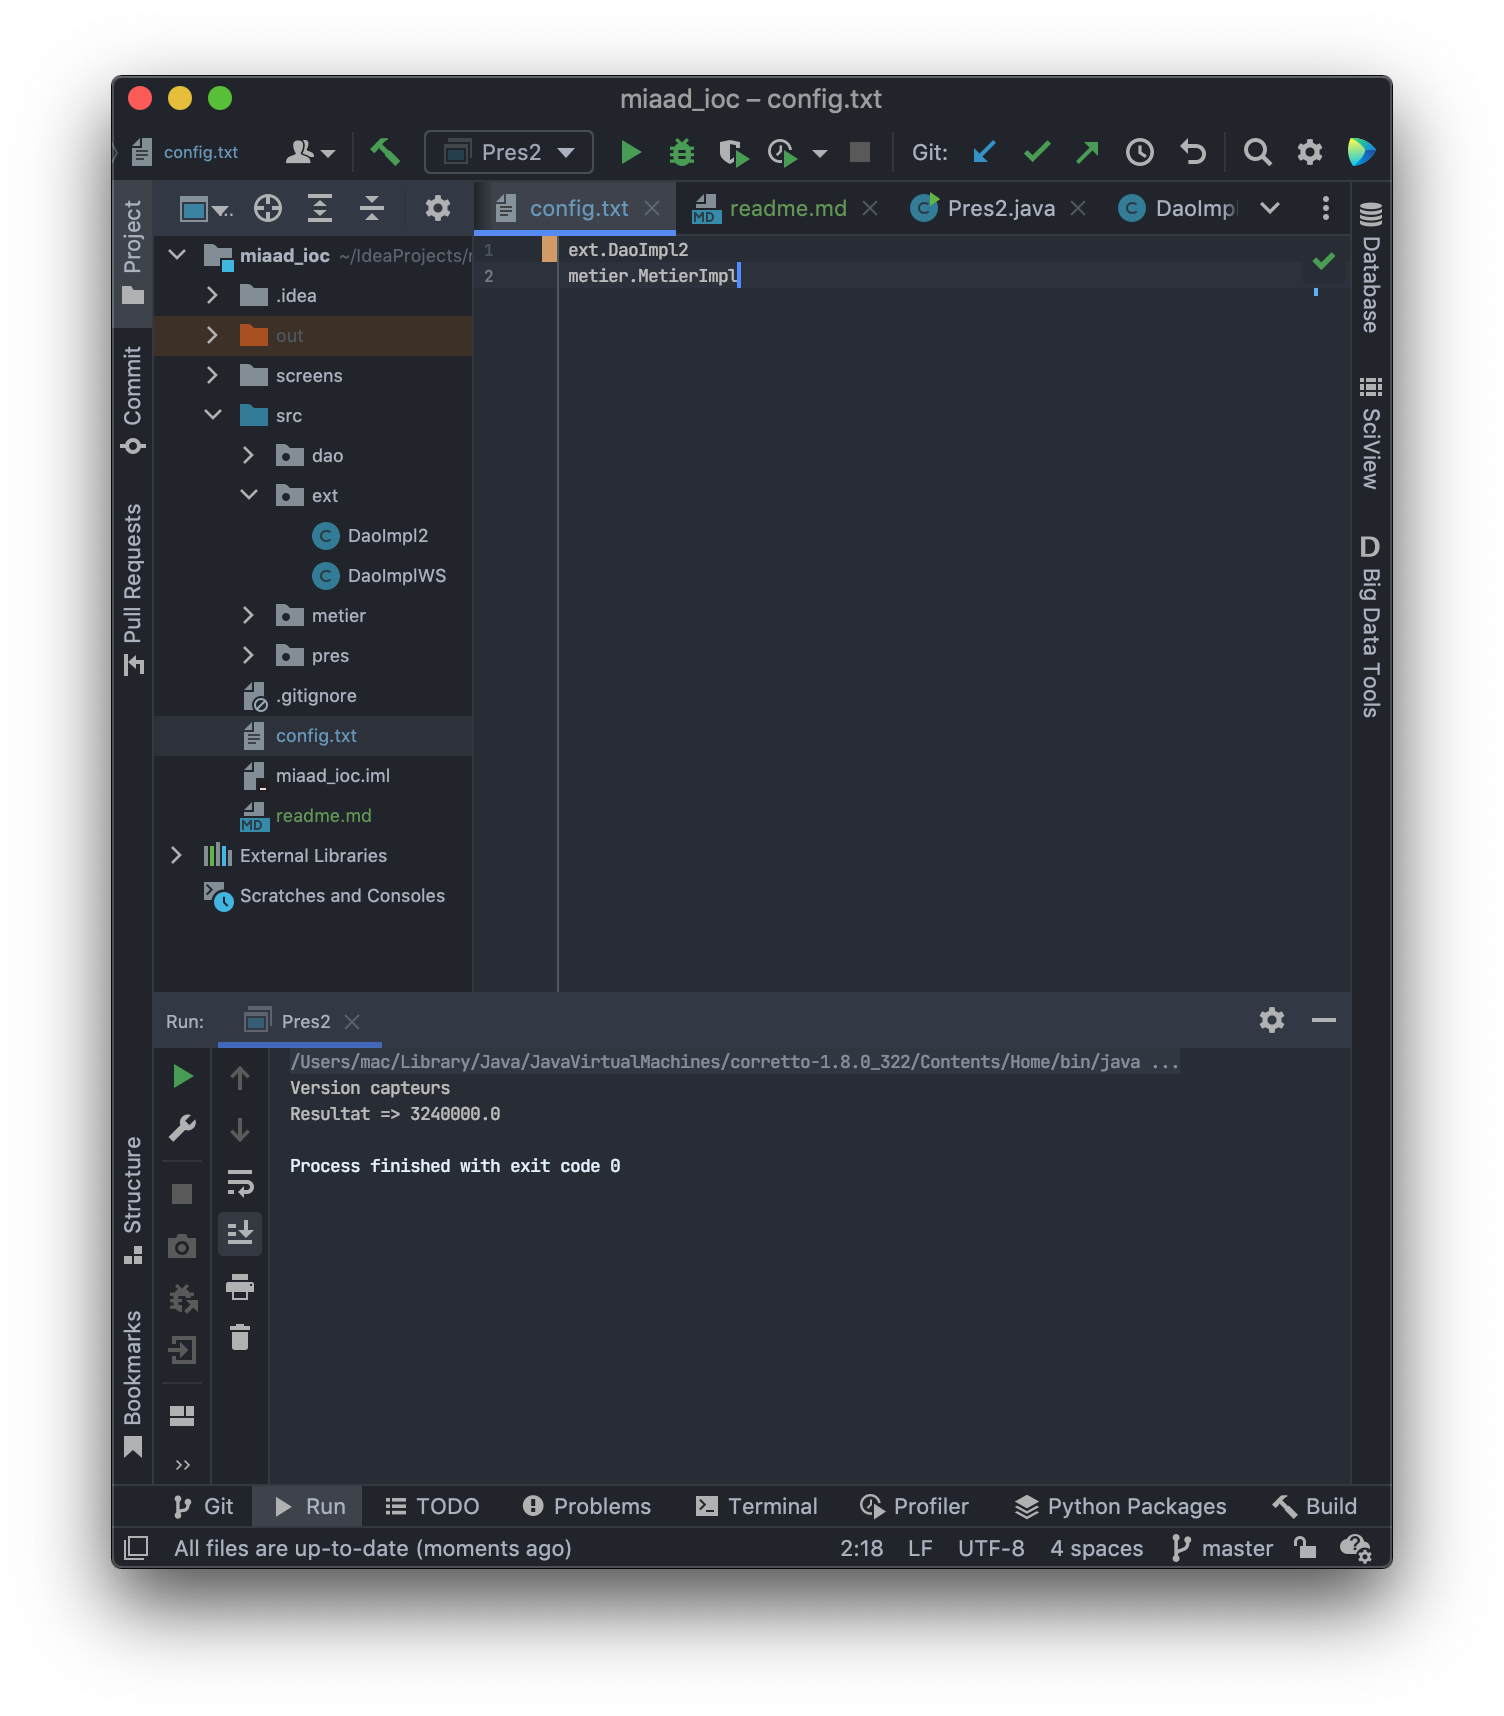 miaad_ioc – config.txt
config.txt
Pres2
Git:
Project
Commit
Pull Requests
Structure
Bookmarks
miaad_ioc ~/IdeaProjects/
.idea
out
screens
src
dao
ext
C DaoImpl2
C DaoImplWS
metier
pres
.gitignore
config.txt
miaad_ioc.iml
MD readme.md
External Libraries
Scratches and Consoles
config.txt
MD readme.md
C Pres2.java
C DaoImpl
1 ext.DaoImpl2
2 metier.MetierImpl
Database
SciView
D Big Data Tools
Run: Pres2
/Users/mac/Library/Java/JavaVirtualMachines/corretto-1.8.0_322/Contents/Home/bin/java ...
Version capteurs
Resultat => 3240000.0
Process finished with exit code 0
Git
Run
TODO
Problems
Terminal
Profiler
Python Packages
Build
All files are up-to-date (moments ago)
2:18 LF UTF-8 4 spaces master